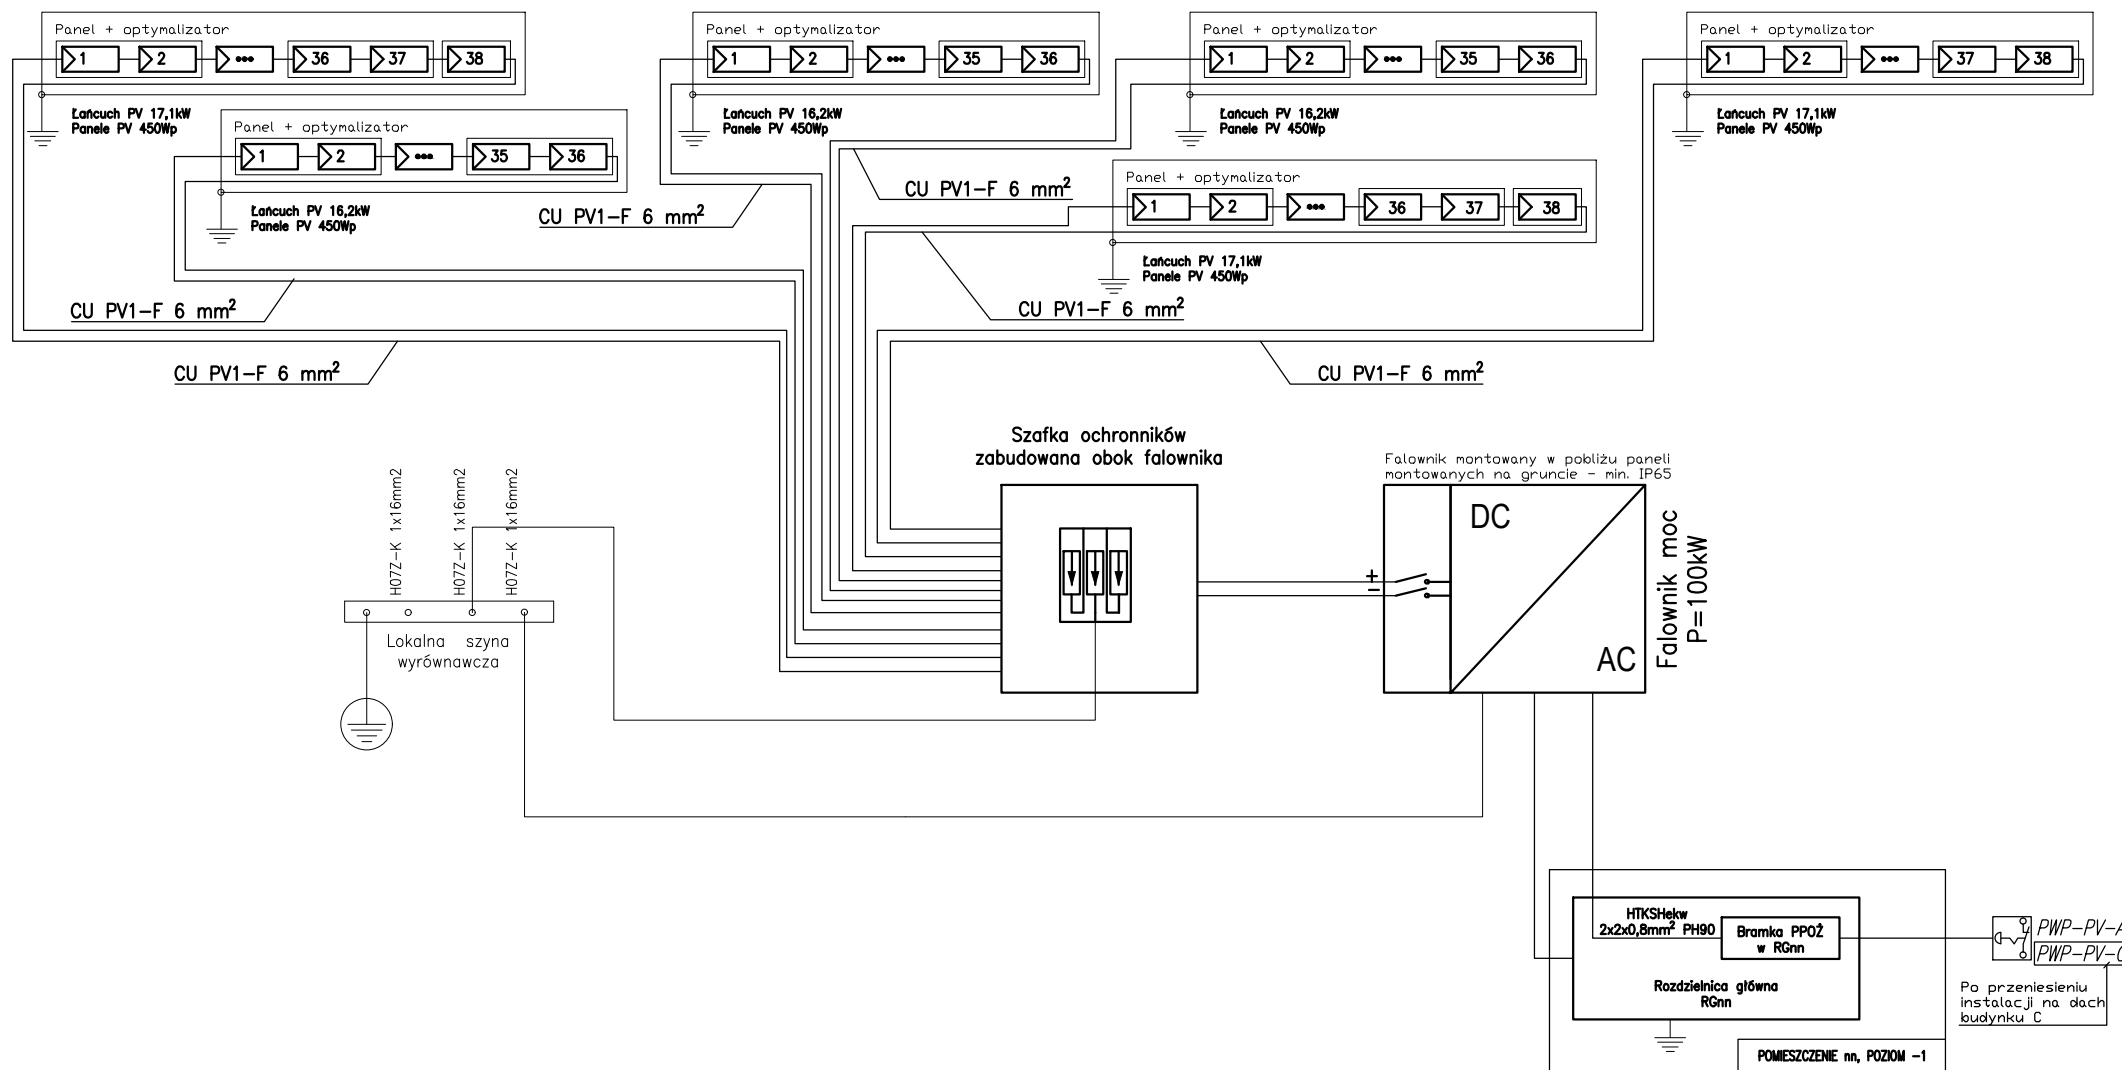 Panel + optymalizator
1 2 ••• 36 37 38
Łańcuch PV 17,1kW
Panele PV 450Wp
Panel + optymalizator
1 2 ••• 35 36
Łańcuch PV 16,2kW
Panele PV 450Wp
Panel + optymalizator
1 2 ••• 35 36
Łańcuch PV 16,2kW
Panele PV 450Wp
Panel + optymalizator
1 2 ••• 35 36
Łańcuch PV 16,2kW
Panele PV 450Wp
Panel + optymalizator
1 2 ••• 36 37 38
Łańcuch PV 17,1kW
Panele PV 450Wp
Panel + optymalizator
1 2 ••• 37 38
Łańcuch PV 17,1kW
Panele PV 450Wp
CU PV1-F 6 mm²
CU PV1-F 6 mm²
CU PV1-F 6 mm²
CU PV1-F 6 mm²
CU PV1-F 6 mm²
CU PV1-F 6 mm²
Szafka ochronników
zabudowana obok falownika
Falownik montowany w pobliżu paneli
montowanych na gruncie - min. IP65
DC
AC
+
-
Falownik moc
P=100kW
H07Z-K 1x16mm2
H07Z-K 1x16mm2
H07Z-K 1x16mm2
Lokalna szyna
wyrównawcza
HTKSHekw
2x2x0,8mm² PH90
Bramka PPOŻ
w RGnn
Rozdzielnica główna
RGnn
POMIESZCZENIE nn, POZIOM -1
PWP-PV-A
PWP-PV-
Po przeniesieniu
instalacji na dach
budynku C